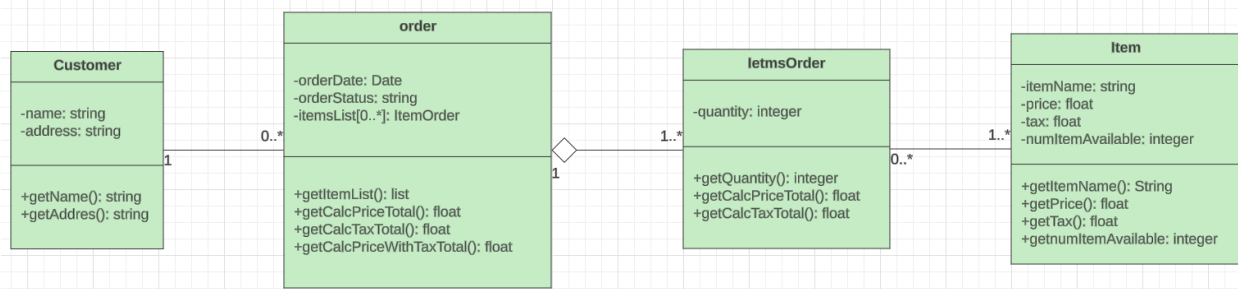 Customer
-name: string
-address: string
+getName(): string
+getAddres(): string
1
0..*
order
-orderDate: Date
-orderStatus: string
-itemsList[0..*]: ItemOrder
+getItemList(): list
+getCalcPriceTotal(): float
+getCalcTaxTotal(): float
+getCalcPriceWithTaxTotal(): float
1
1..*
IetmsOrder
-quantity: integer
+getQuantity(): integer
+getCalcPriceTotal(): float
+getCalcTaxTotal(): float
0..*
1..*
Item
-itemName: string
-price: float
-tax: float
-numItemAvailable: integer
+getItemName(): String
+getPrice(): float
+getTax(): float
+getnumItemAvailable: integer